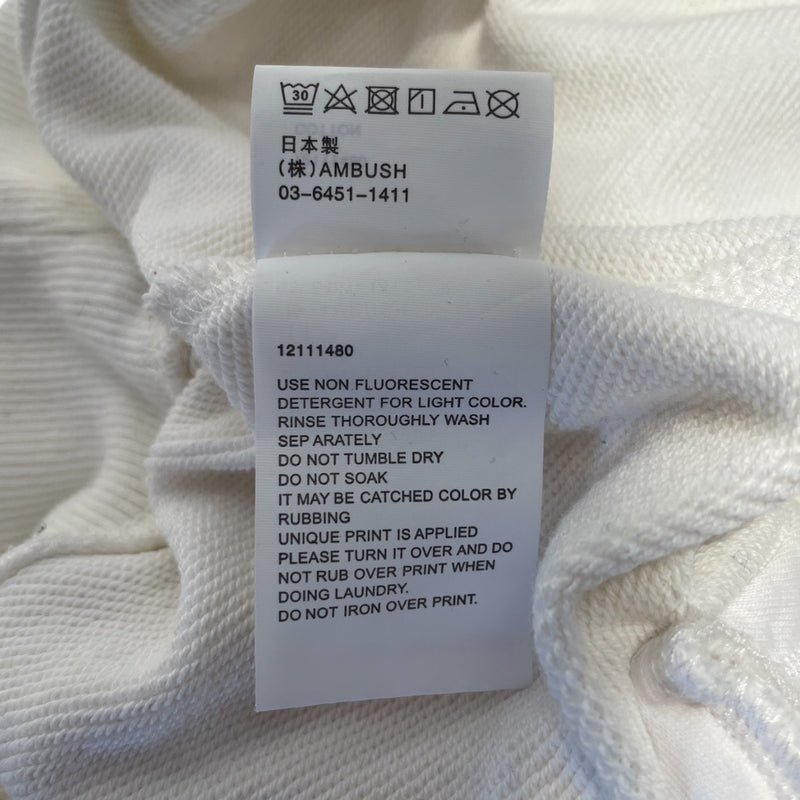 30
日本製
(株)AMBUSH
03-6451-1411
12111480
USE NON FLUORESCENT
DETERGENT FOR LIGHT COLOR.
RINSE THOROUGHLY WASH
SEP ARATELY
DO NOT TUMBLE DRY
DO NOT SOAK
IT MAY BE CATCHED COLOR BY
RUBBING
UNIQUE PRINT IS APPLIED
PLEASE TURN IT OVER AND DO
NOT RUB OVER PRINT WHEN
DOING LAUNDRY.
DO NOT IRON OVER PRINT.